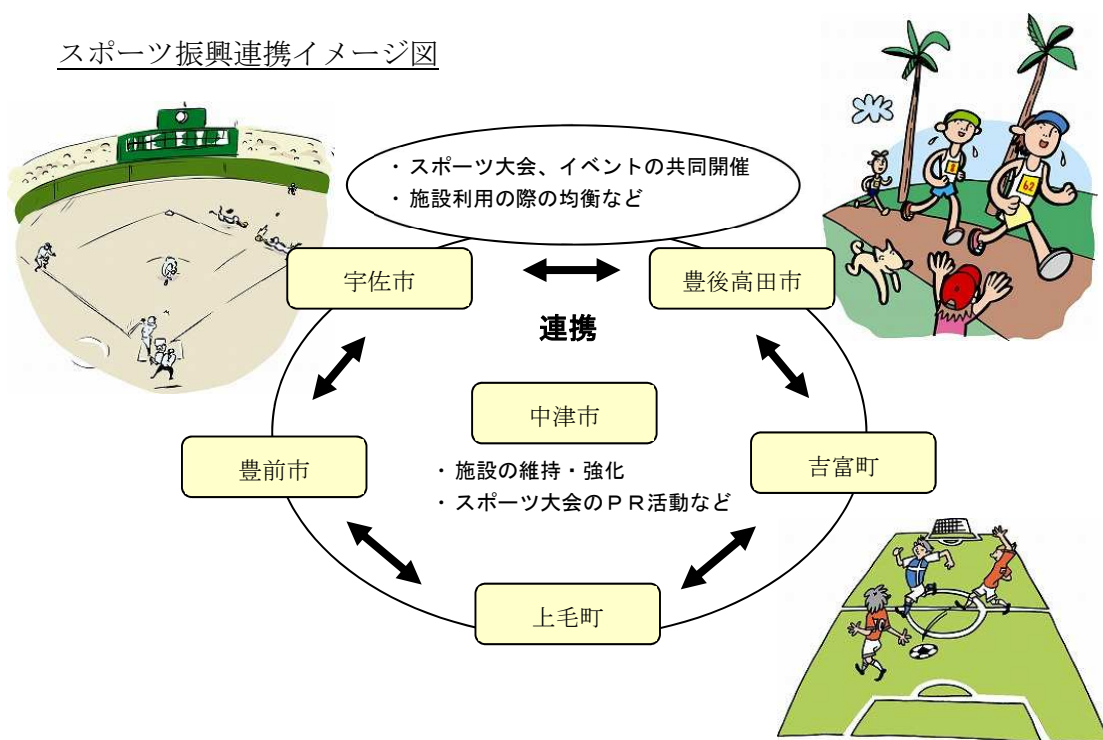 スポーツ振興連携イメージ図
・スポーツ大会、イベントの共同開催
・施設利用の際の均衡など
宇佐市
豊後高田市
連携
中津市
豊前市
吉富町
・施設の維持・強化
・スポーツ大会のＰＲ活動など
上毛町
8
62